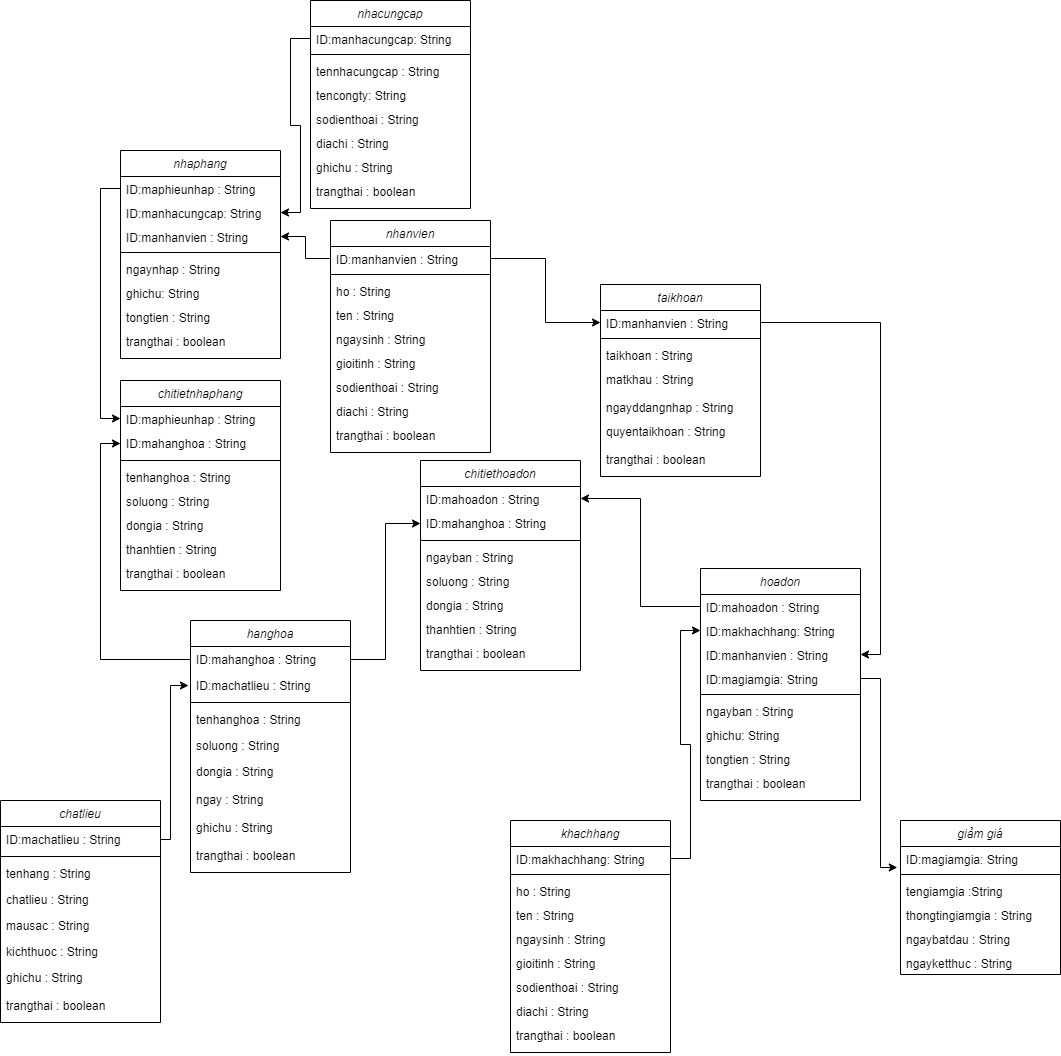 nhacungcap
ID:manhacungcap: String
tennhacungcap : String
tencongty: String
sodienthoai : String
diachi : String
ghichu : String
trangthai : boolean
nhaphang
ID:maphieunhap : String
ID:manhacungcap: String
ID:manhanvien : String
ngaynhap : String
ghichu: String
tongtien : String
trangthai : boolean
nhanvien
ID:manhanvien : String
ho : String
ten : String
ngaysinh : String
gioitinh : String
sodienthoai : String
diachi : String
trangthai : boolean
taikhoan
ID:manhanvien : String
taikhoan : String
matkhau : String
ngayddangnhap : String
quyentaikhoan : String
trangthai : boolean
chitietnhaphang
ID:maphieunhap : String
ID:mahanghoa : String
tenhanghoa : String
soluong : String
dongia : String
thanhtien : String
trangthai : boolean
chitiethoadon
ID:mahoadon : String
ID:mahanghoa : String
ngayban : String
soluong : String
dongia : String
thanhtien : String
trangthai : boolean
hoadon
ID:mahoadon : String
ID:makhachhang: String
ID:manhanvien : String
ID:magiamgia: String
ngayban : String
ghichu: String
tongtien : String
trangthai : boolean
hanghoa
ID:mahanghoa : String
ID:machatlieu : String
tenhanghoa : String
soluong : String
dongia : String
ngay : String
ghichu : String
trangthai : boolean
chatlieu
ID:machatlieu : String
tenhang : String
chatlieu : String
mausac : String
kichthuoc : String
ghichu : String
trangthai : boolean
khachhang
ID:makhachhang: String
ho : String
ten : String
ngaysinh : String
gioitinh : String
sodienthoai : String
diachi : String
trangthai : boolean
giảm giá
ID:magiamgia: String
tengiamgia :String
thongtingiamgia : String
ngaybatdau : String
ngayketthuc : String